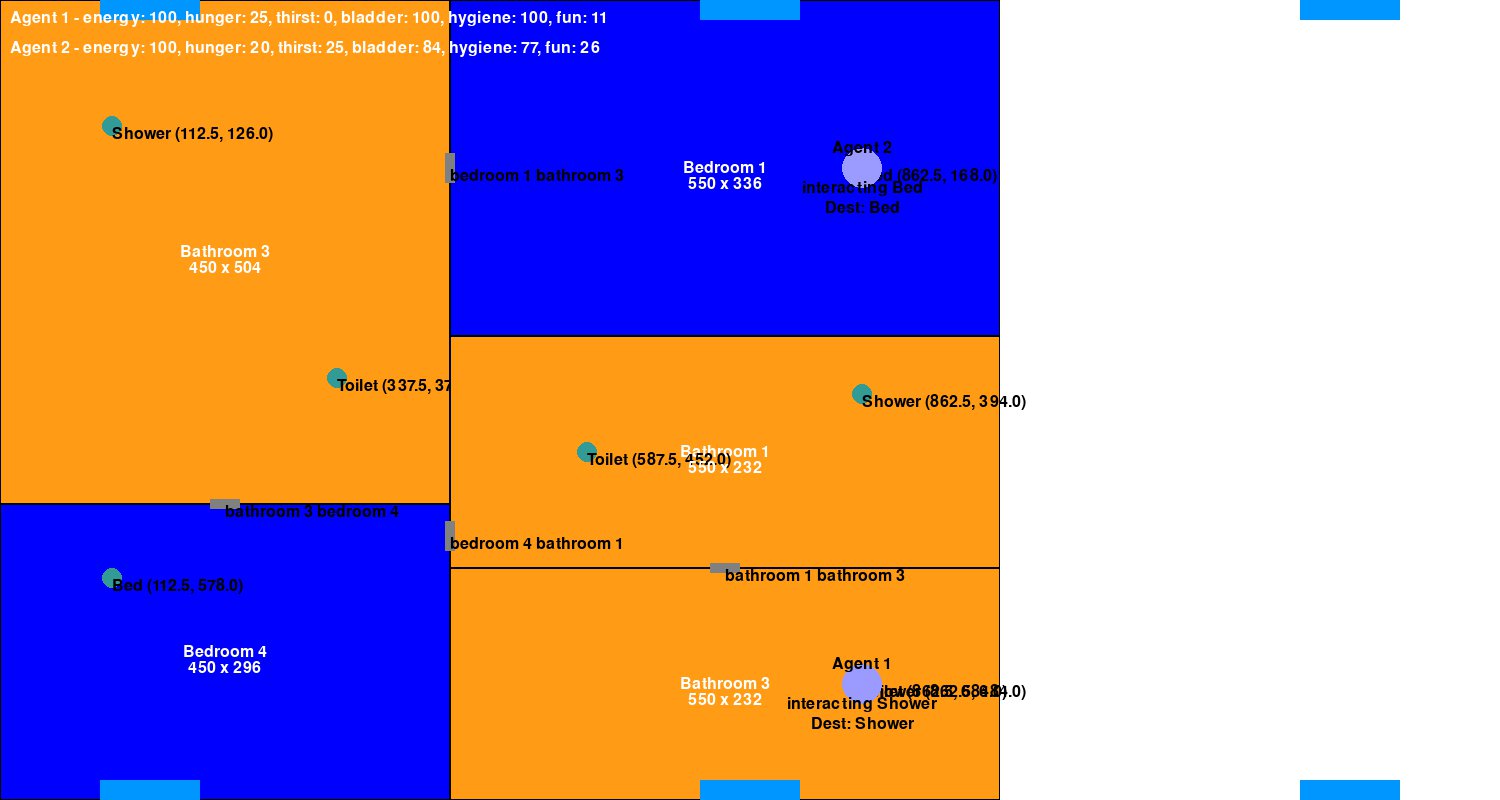 Agent 1 - energy: 100, hunger: 25, thirst: 0, bladder: 100, hygiene: 100, fun: 11
Agent 2 - energy: 100, hunger: 20, thirst: 25, bladder: 84, hygiene: 77, fun: 26
Shower (112.5, 126.0)
Agent 2
bedroom 1 bathroom 3
Bedroom 1
550 x 336
(862.5, 168.0)
interacting Bed
Dest: Bed
Bathroom 3
450 x 504
Toilet (337.5, 37
Shower (862.5, 394.0)
Toilet (587.5, 452.0)
Bathroom 1
550 x 232
bathroom 3 bedroom 4
bedroom 4 bathroom 1
bathroom 1 bathroom 3
Bed (112.5, 578.0)
Bedroom 4
450 x 296
Agent 1
Bathroom 3
550 x 232
interacting Shower
Dest: Shower